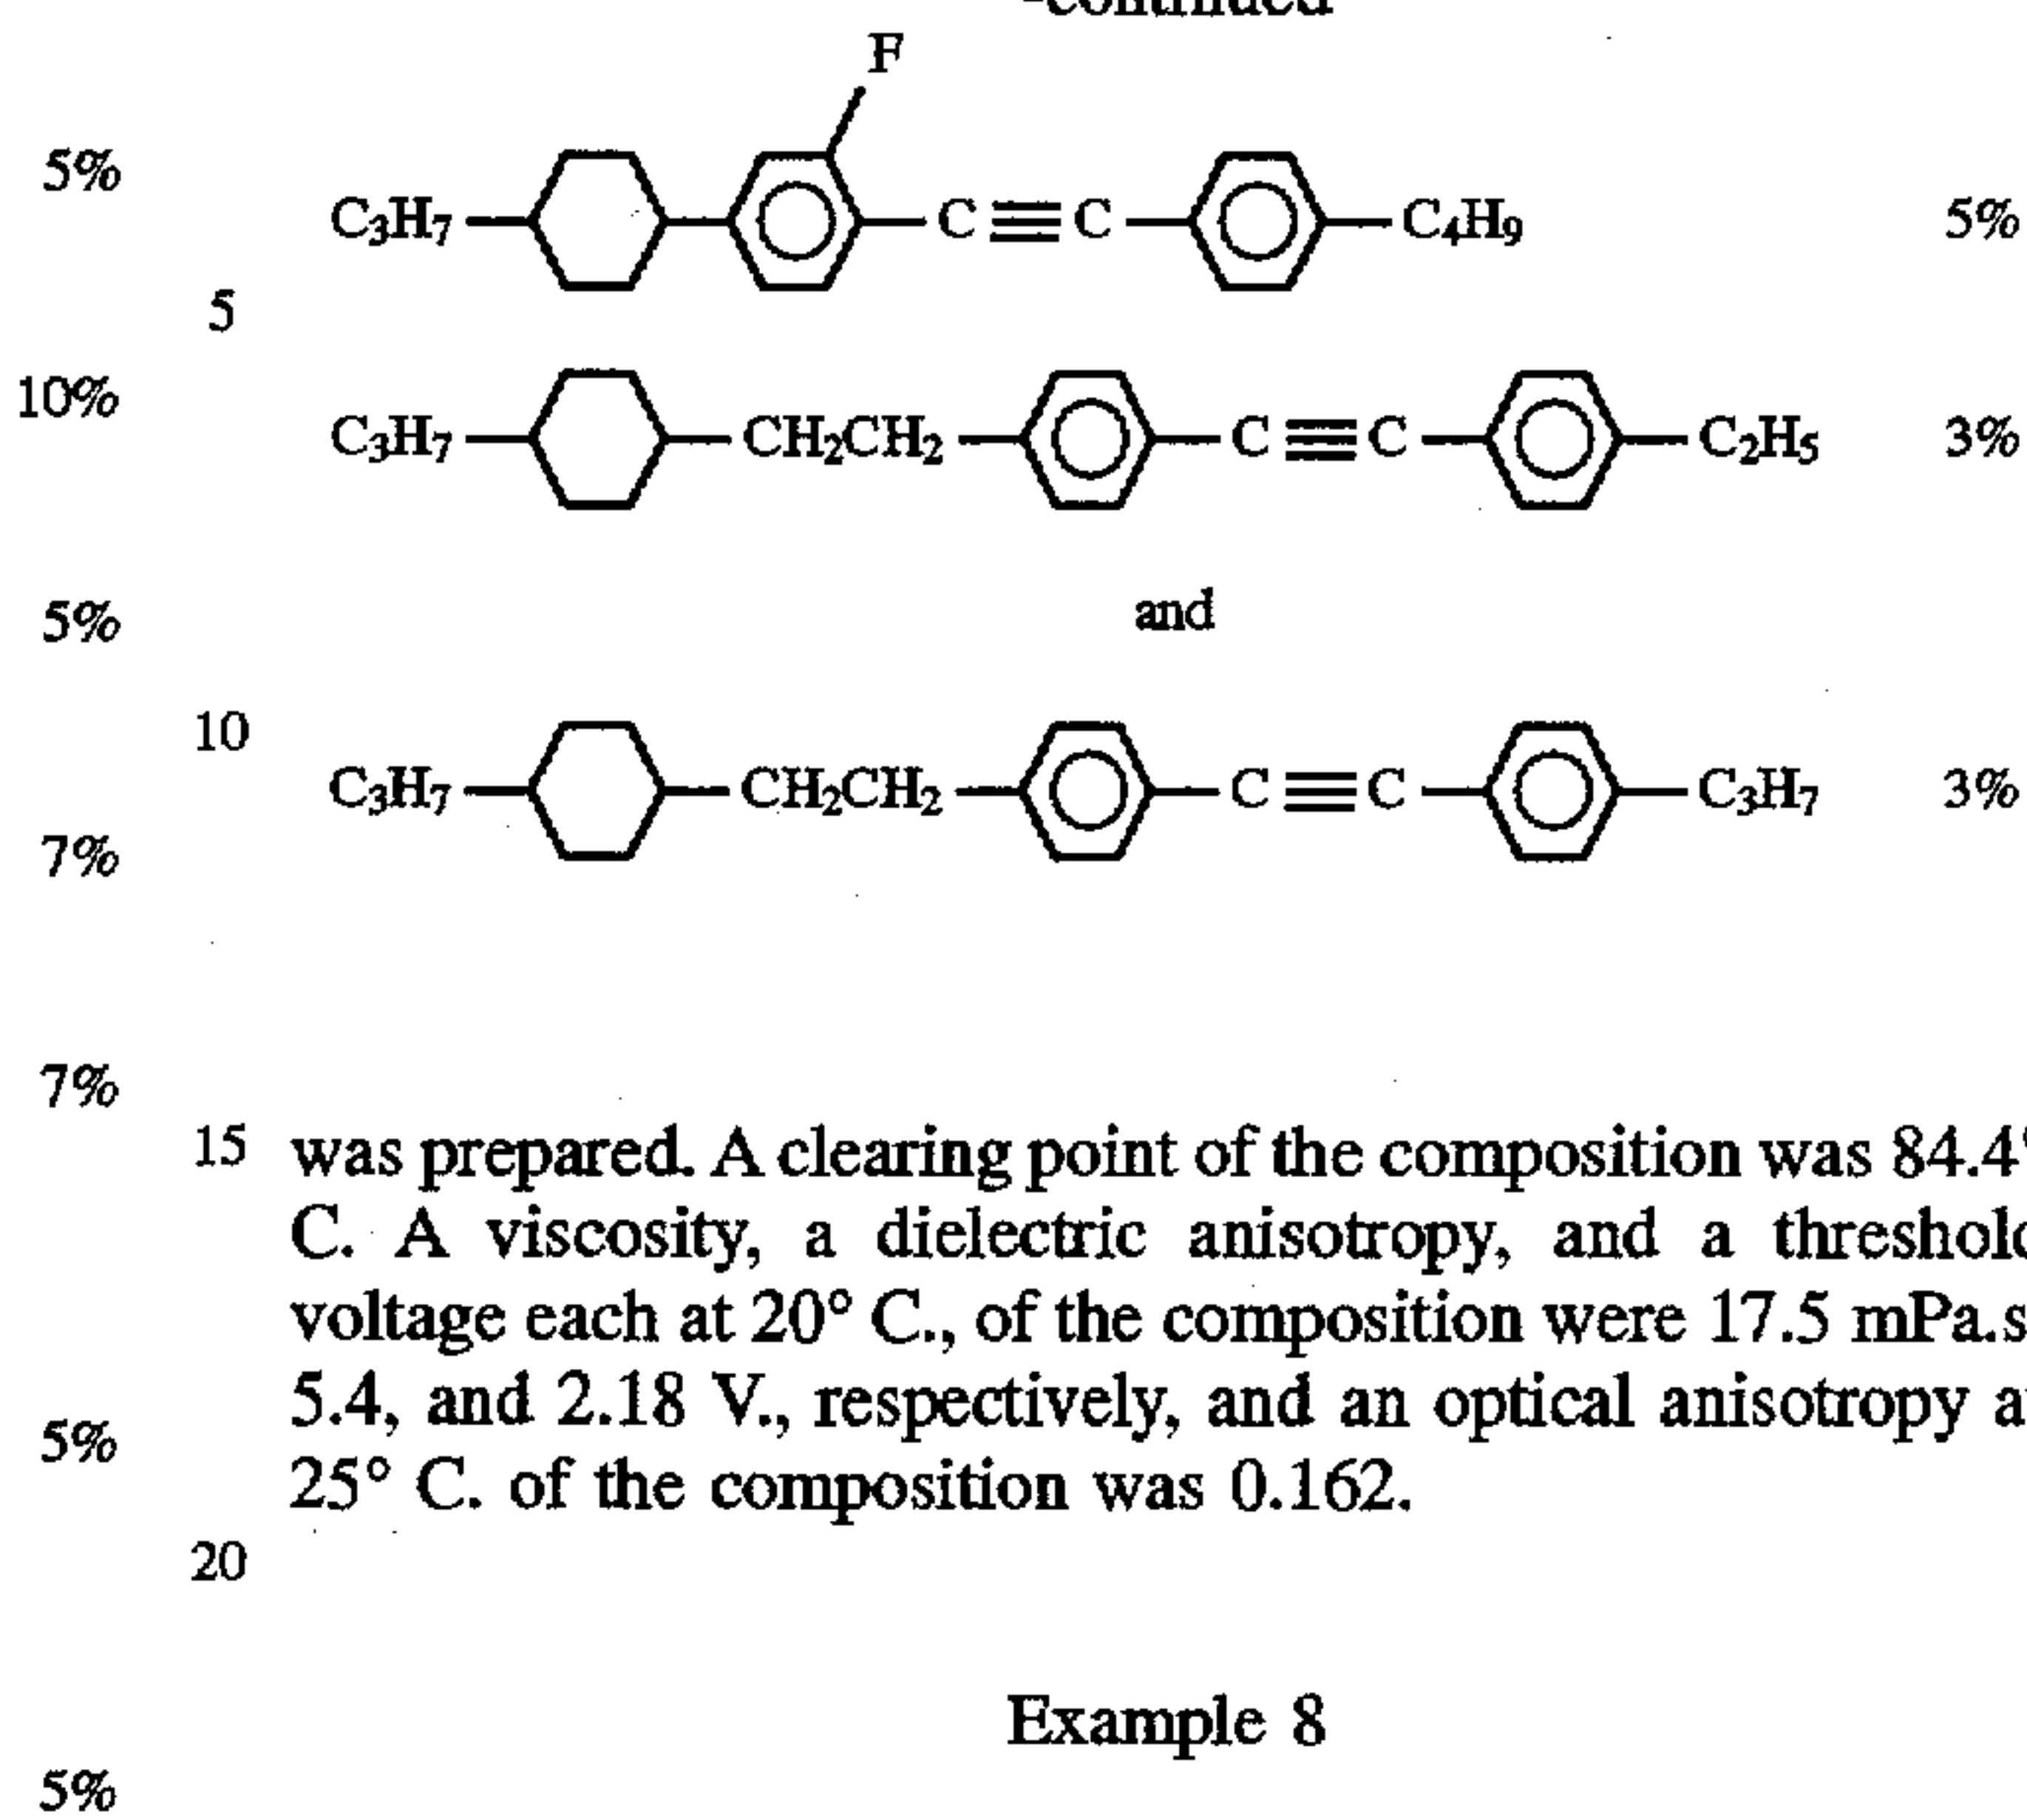 -continued
F
5%
C₃H₇ C≡C C₄H₉ 5%
5
10%
C₃H₇ CH₂CH₂ C≡C C₂H₅ 3%
5%
and
10
C₃H₇ CH₂CH₂ C≡C C₃H₇ 3%
7%
7%
15 was prepared. A clearing point of the composition was 84.4°
C. A viscosity, a dielectric anisotropy, and a threshold
voltage each at 20° C., of the composition were 17.5 mPa.s
5.4, and 2.18 V., respectively, and an optical anisotropy at
5%
25° C. of the composition was 0.162.
20
Example 8
5%